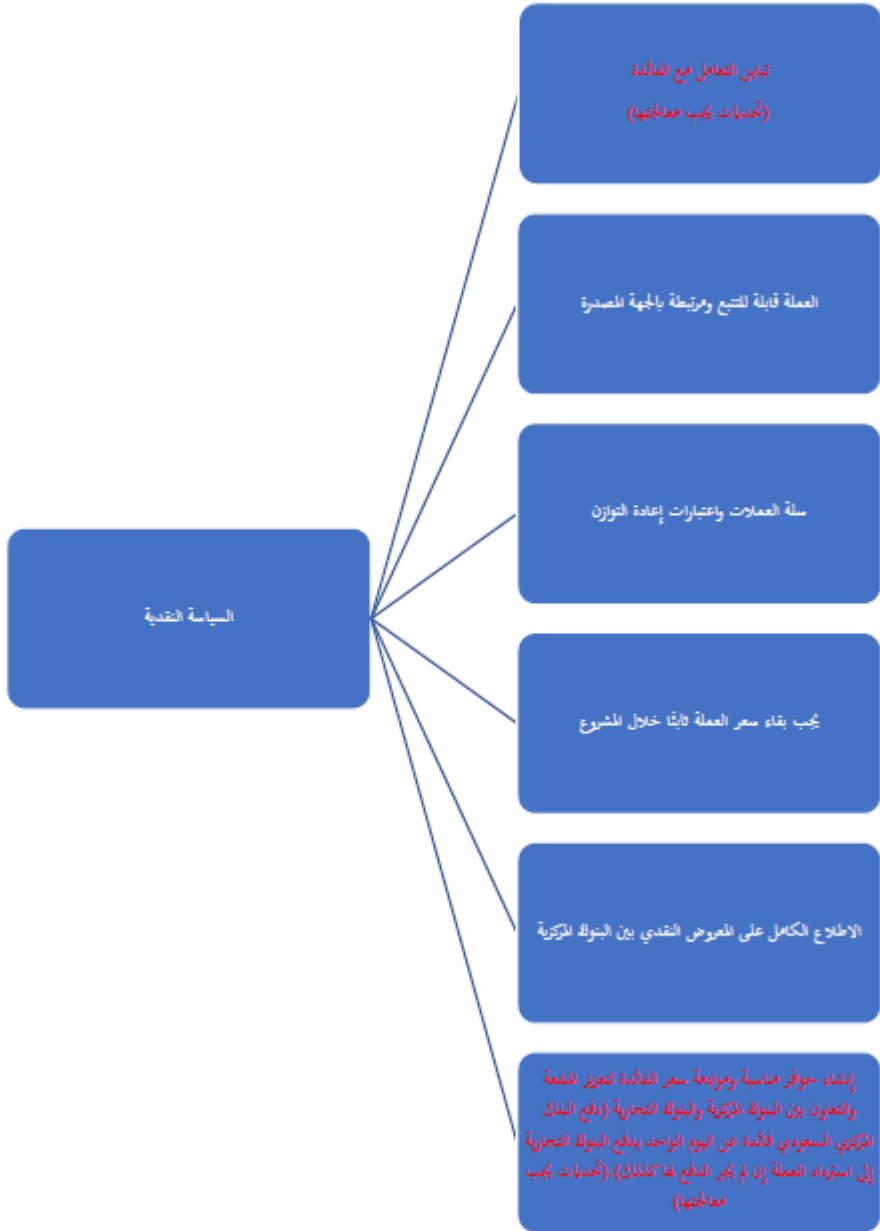 تباين التعامل مع الفائدة
(تحديات يجب معالجتها)
العملة قابلة للتتبع ومرتبطة بالجهة المصدرة
سلة العملات واعتبارات إعادة التوازن
السياسة النقدية
يجب بقاء سعر العملة ثابتًا خلال المشروع
الاطلاع الكامل على المعروض النقدي بين البنوك المركزية
إنشاء حوافز مناسبة ومواءمة سعر الفائدة لتعزيز المنفعة
والتعاون بين البنوك المركزية والبنوك التجارية (دفع البنك
المركزي السعودي فائدة عن اليوم الواحد يدفع البنوك التجارية
إلى استرداد العملة إن لم يجر الدفع لها كذلك). (تحديات يجب
معالجتها)